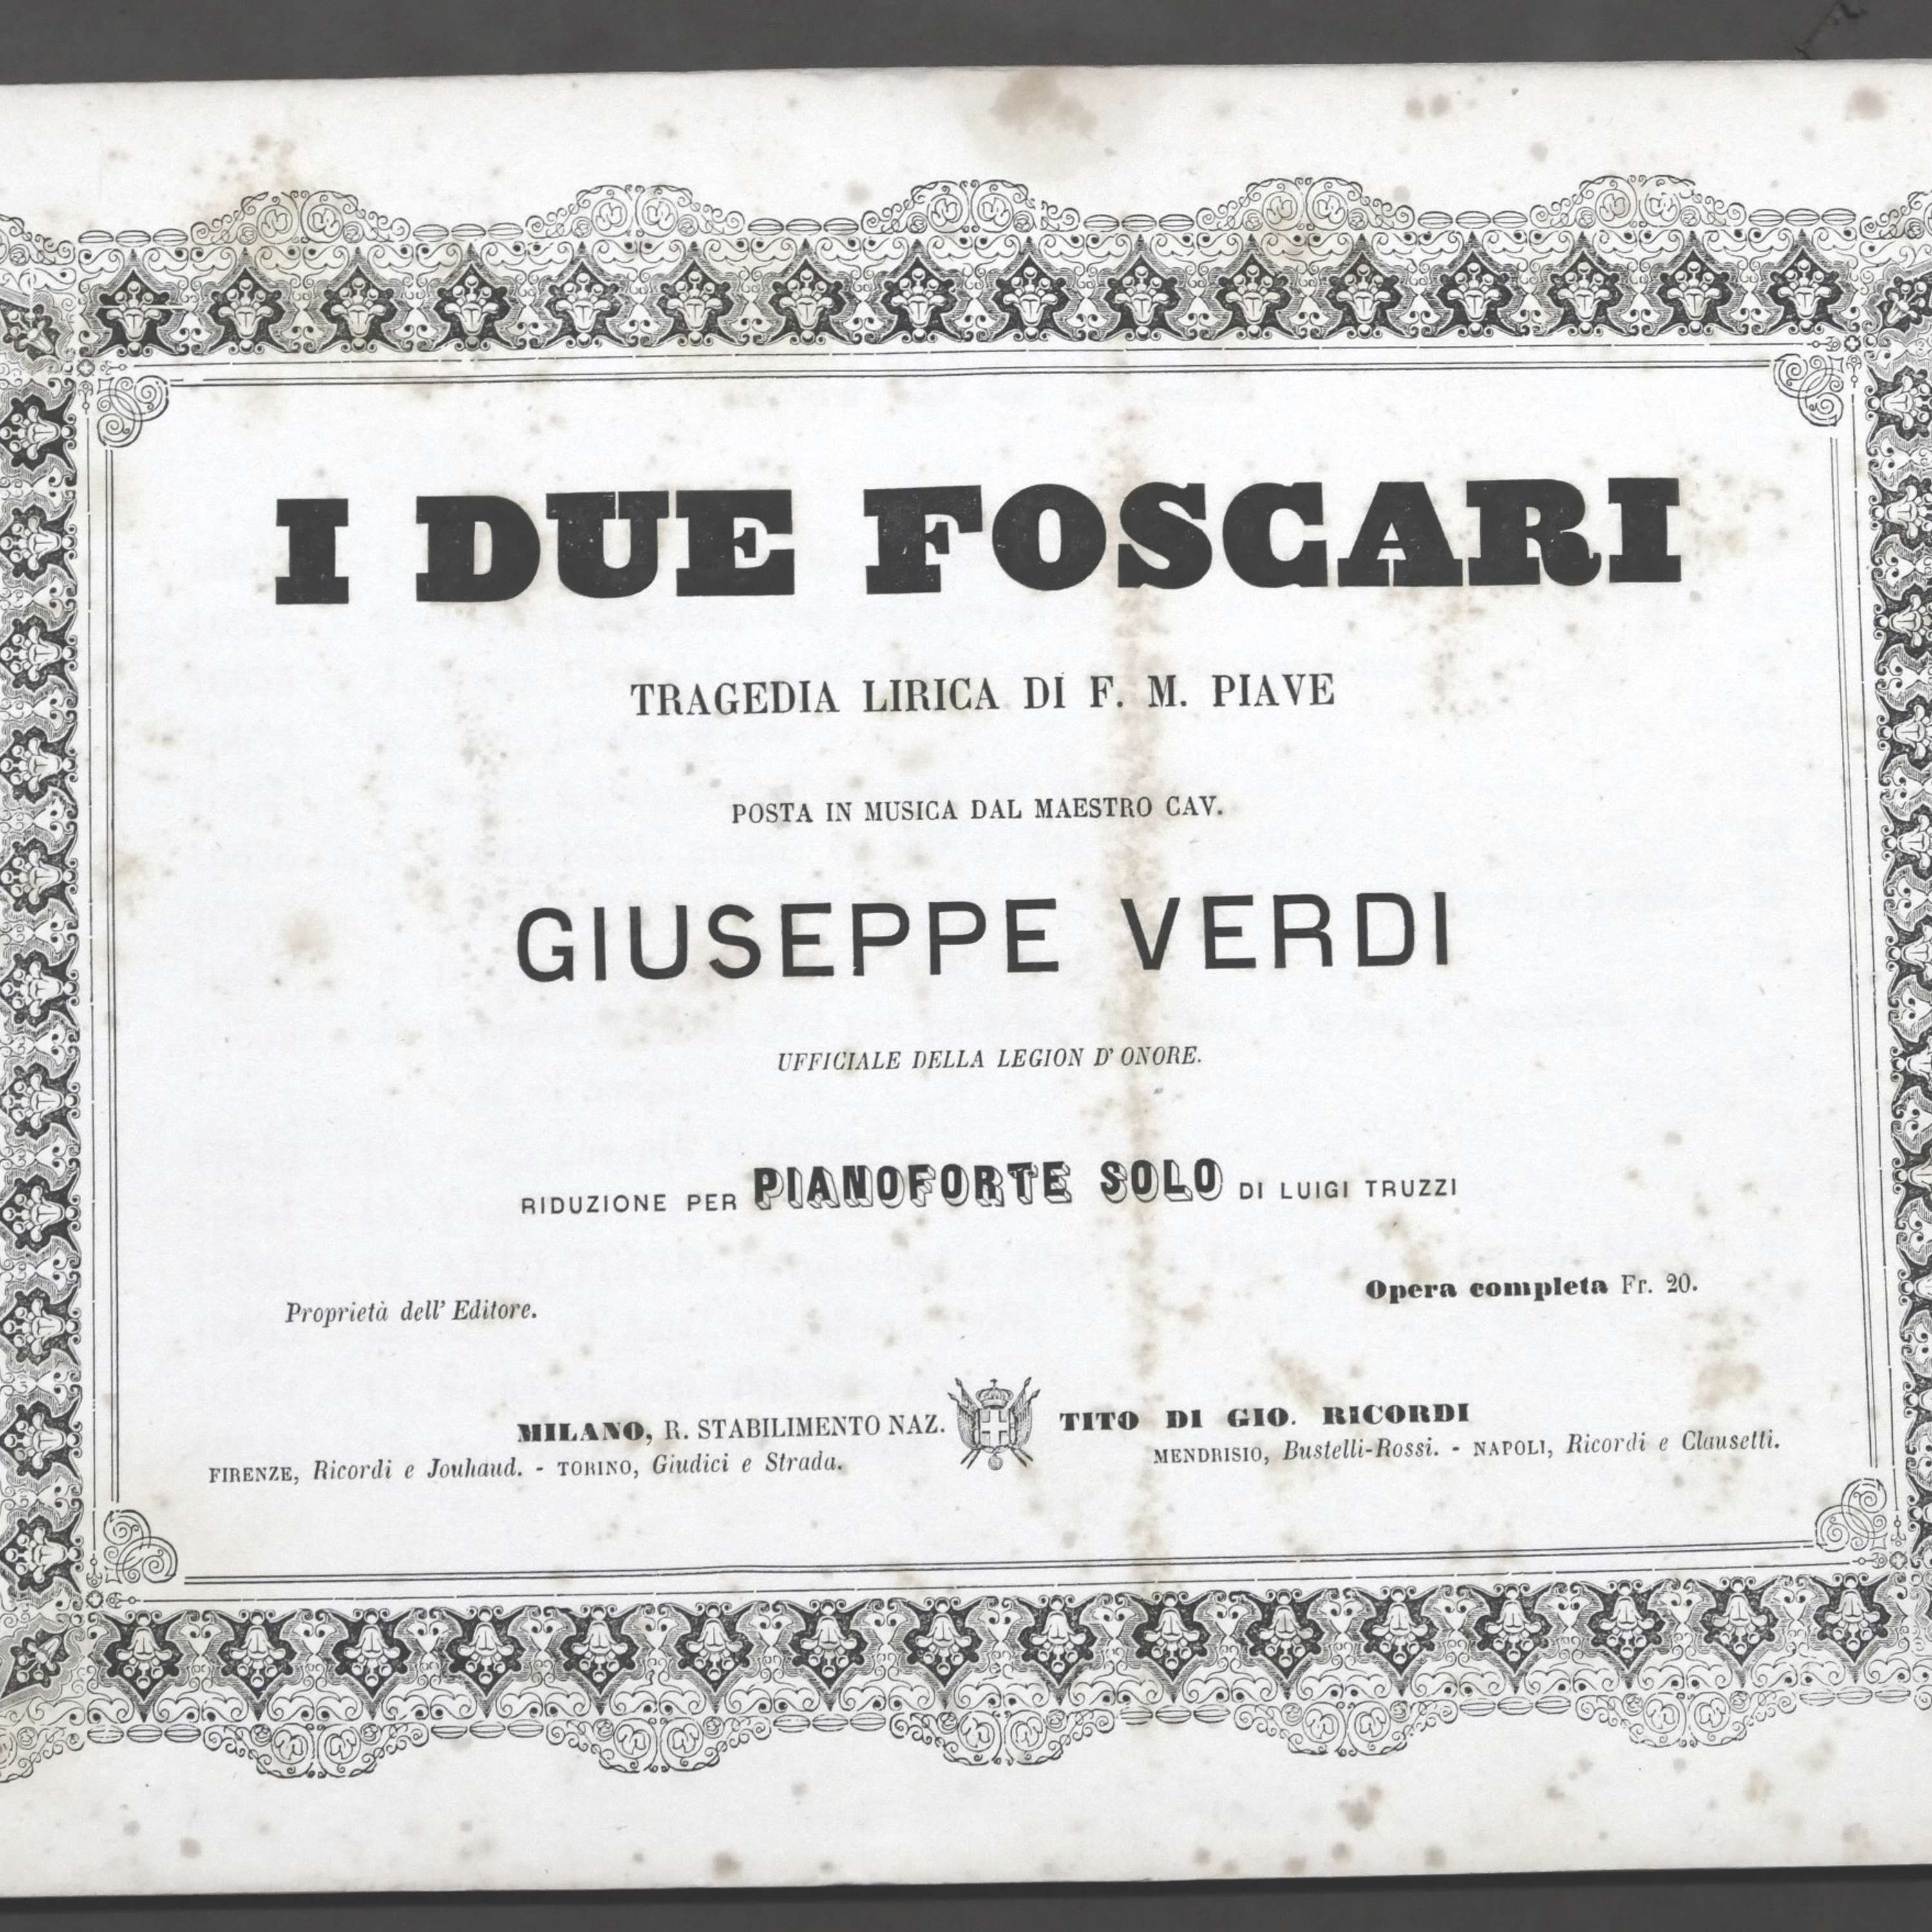 I DUE FOSCARI
TRAGEDIA LIRICA DI F. M. PIAVE
POSTA IN MUSICA DAL MAESTRO CAV.
GIUSEPPE VERDI
UFFICIALE DELLA LEGION D' ONORE.
RIDUZIONE PER PIANOFORTE SOLO DI LUIGI TRUZZI
Opera completa Fr. 20.
Proprietà dell' Editore.
MILANO, R. STABILIMENTO NAZ. TITO DI GIO. RICORDI
FIRENZE, Ricordi e Jouhaud. - TORINO, Giudici e Strada. MENDRISIO, Bustelli-Rossi. - NAPOLI, Ricordi e Clausetti.